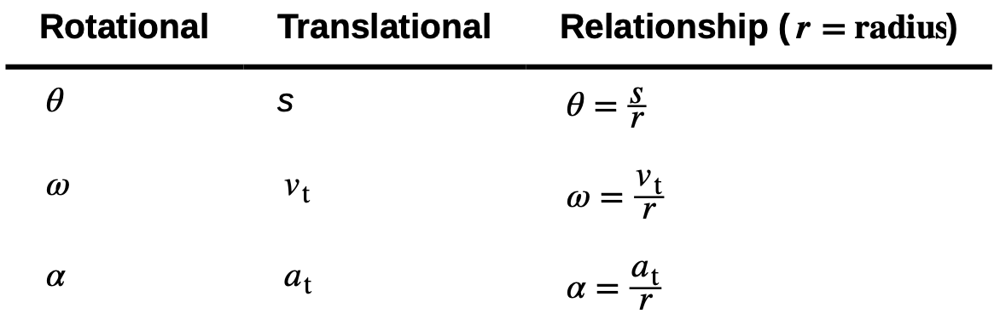 Rotational Translational Relationship (r = radius)
θ s θ = s/r
ω v_t ω = v_t/r
α a_t α = a_t/r